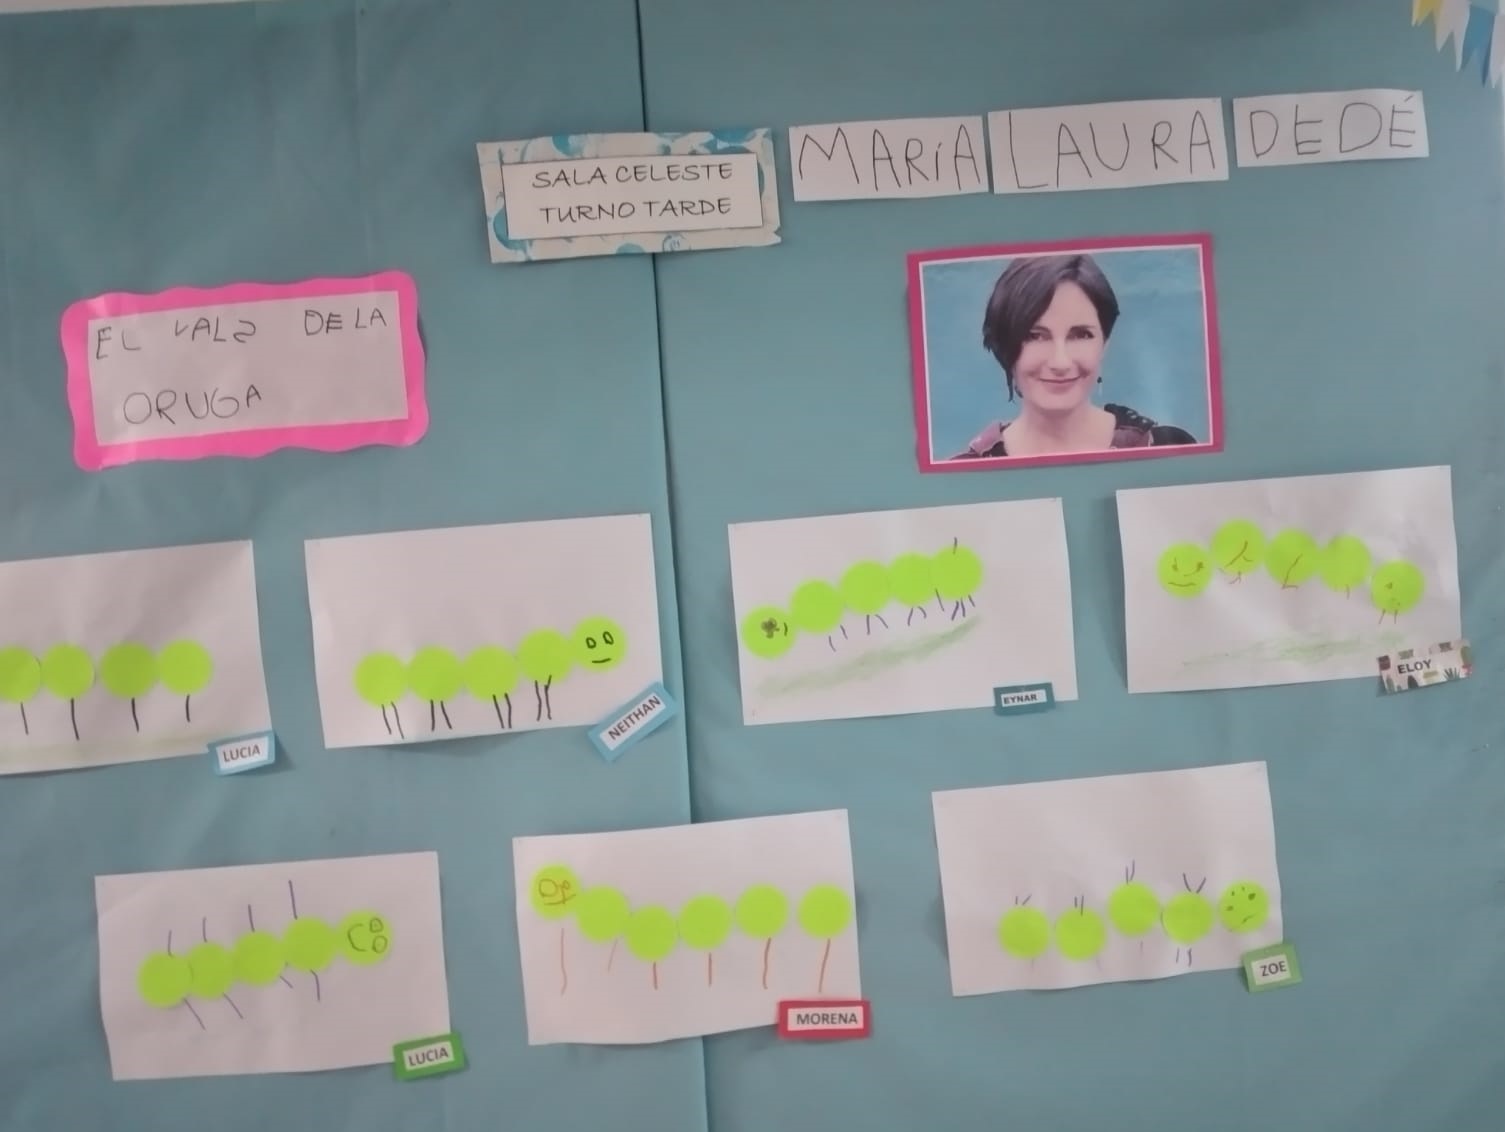 SALA CELESTE
TURNO TARDE
MARíA LAURA DEDÉ
EL VALS DE LA
ORUGA
LUCIA
NEITHAN
EYNAR
ELOY
LUCIA
MORENA
ZOE